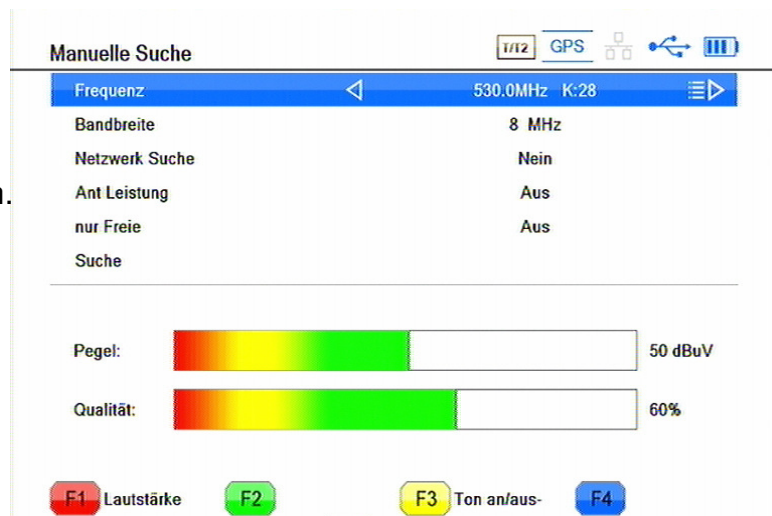 Manuelle Suche T/T2 GPS
Frequenz 530.0MHz K:28
Bandbreite 8 MHz
Netzwerk Suche Nein
Ant Leistung Aus
nur Freie Aus
Suche
Pegel: 50 dBuV
Qualität: 60%
F1 Lautstärke F2 F3 Ton an/aus- F4